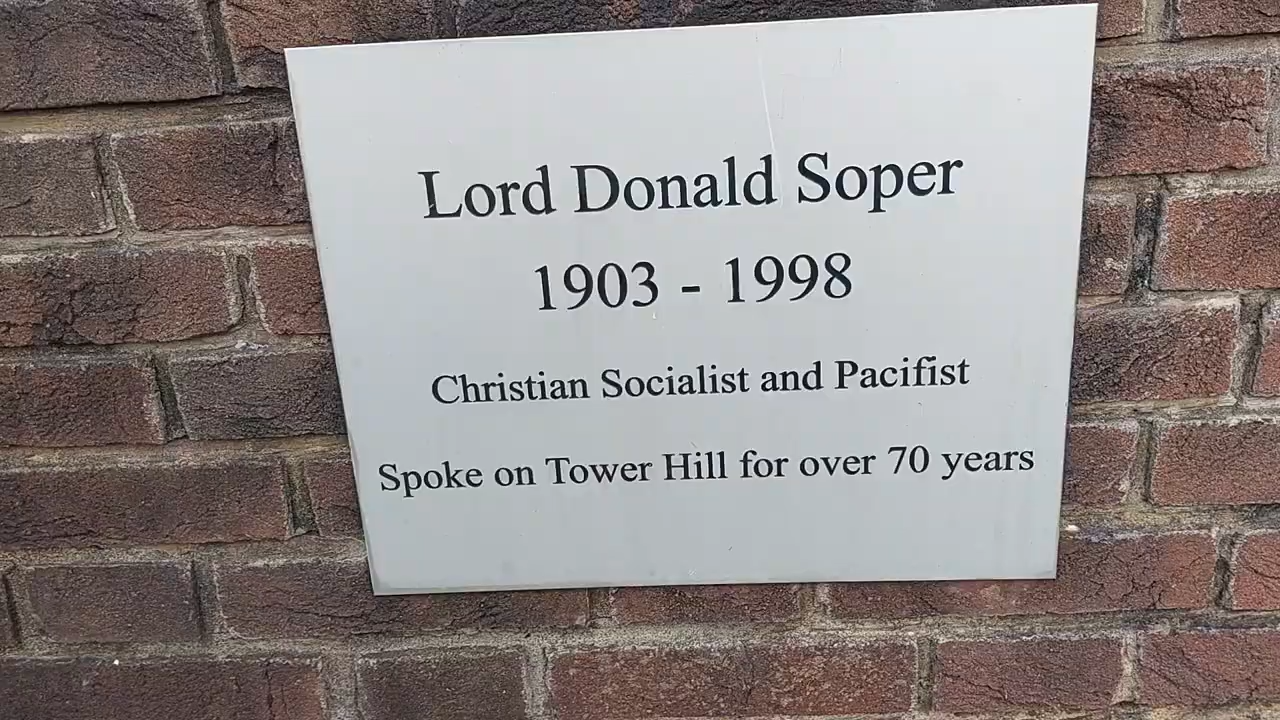 Lord Donald Soper
1903 - 1998
Christian Socialist and Pacifist
Spoke on Tower Hill for over 70 years